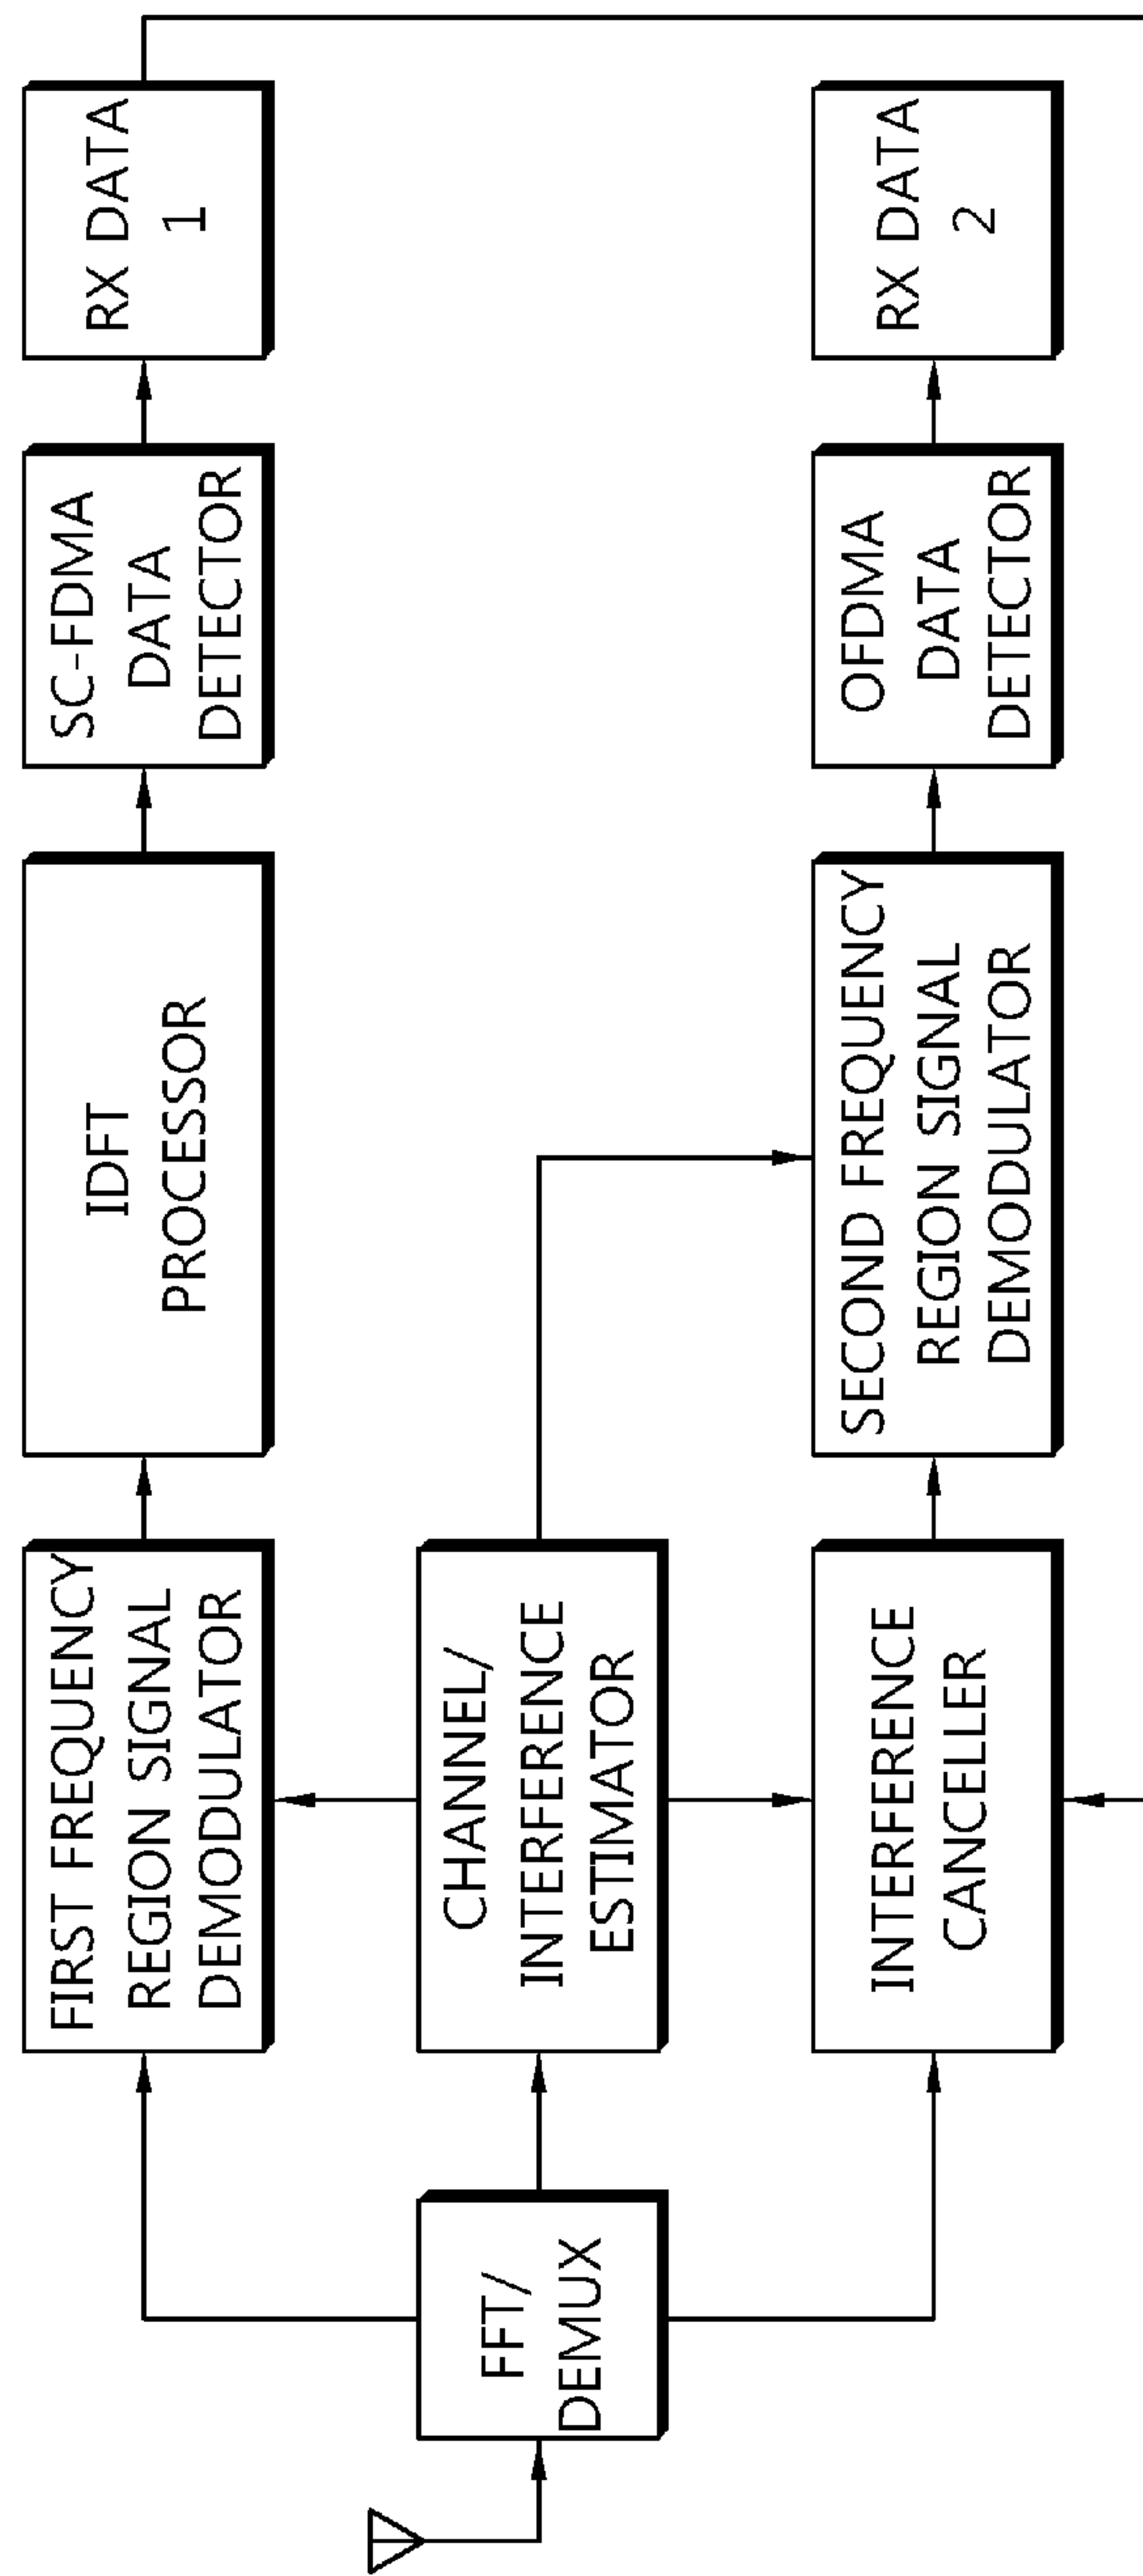 FIRST FREQUENCY
REGION SIGNAL
DEMODULATOR
IDFT
PROCESSOR
SC-FDMA
DATA
DETECTOR
RX DATA
1
FFT/
DEMUX
CHANNEL/
INTERFERENCE
ESTIMATOR
INTERFERENCE
CANCELLER
SECOND FREQUENCY
REGION SIGNAL
DEMODULATOR
OFDMA
DATA
DETECTOR
RX DATA
2